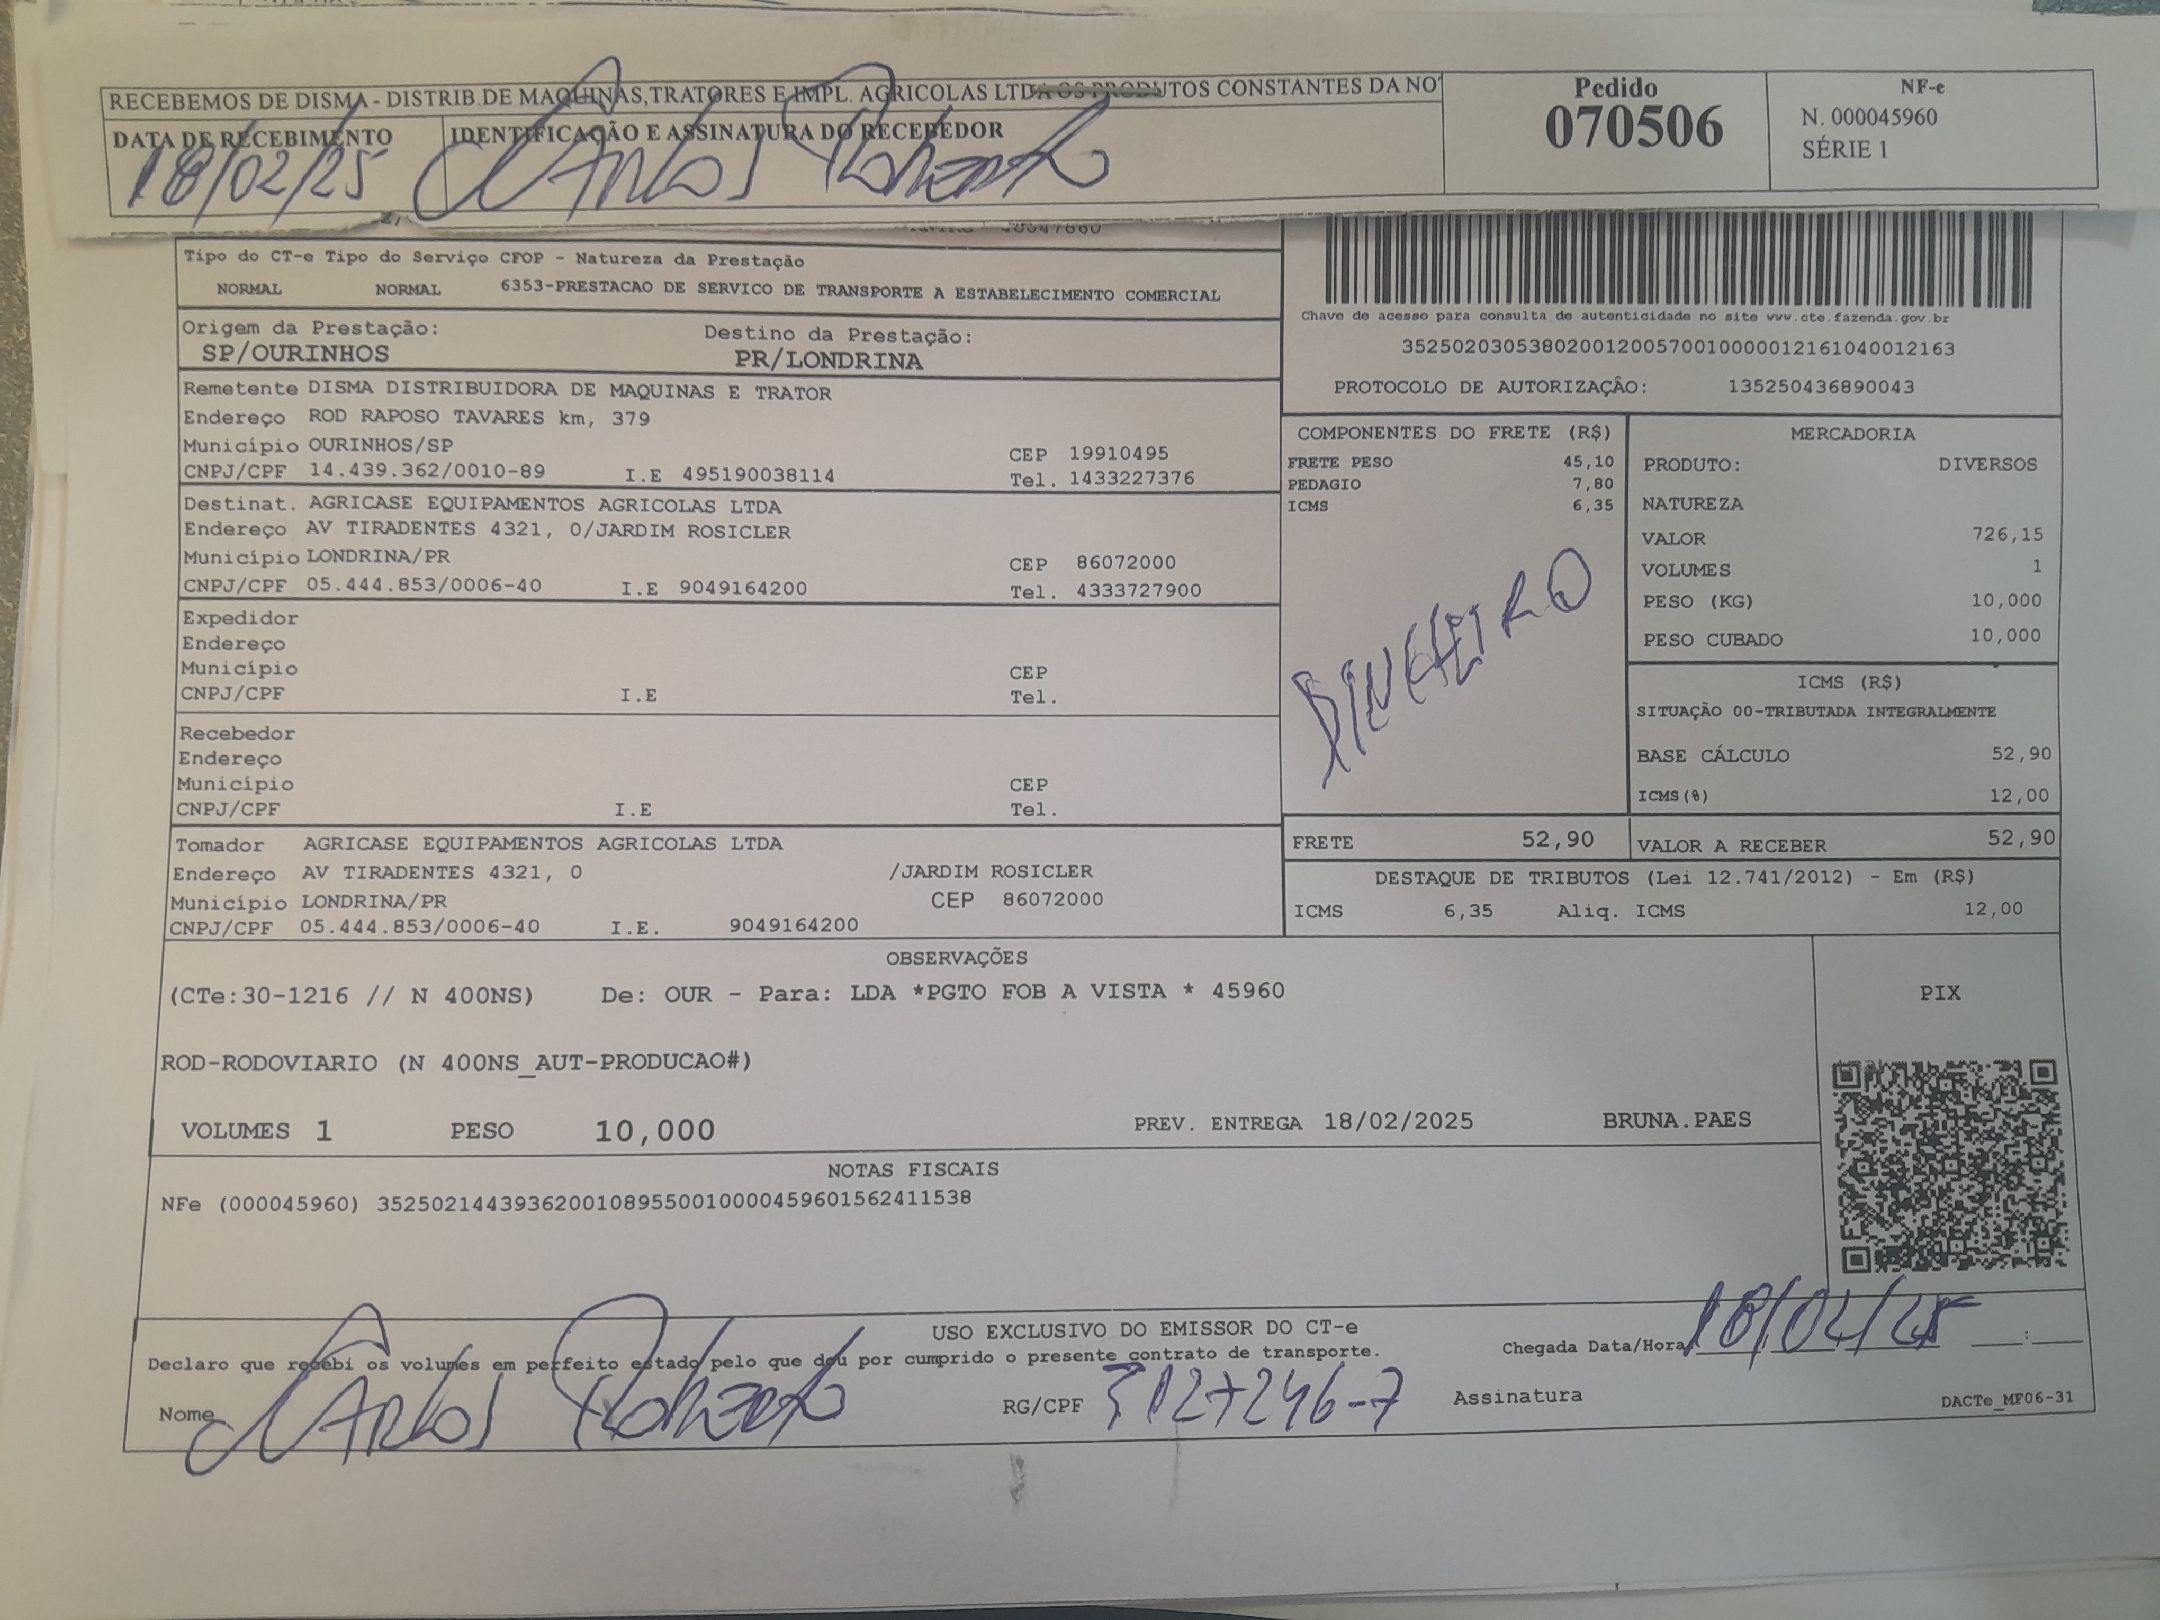 RECEBEMOS DE DISMA - DISTRIB.DE MAQUINAS,TRATORES E IMPL. AGRICOLAS LTDA OS PRODUTOS CONSTANTES DA NO
DATA DE RECEBIMENTO IDENTIFICAÇÃO E ASSINATURA DO RECEBEDOR
18/02/25 Carlos
Pedido
070506
NF-e
N. 000045960
SÉRIE 1
Tipo do CT-e Tipo do Serviço CFOP - Natureza da Prestação
NORMAL NORMAL 6353-PRESTACAO DE SERVICO DE TRANSPORTE A ESTABELECIMENTO COMERCIAL
Origem da Prestação: Destino da Prestação:
SP/OURINHOS PR/LONDRINA
Remetente DISMA DISTRIBUIDORA DE MAQUINAS E TRATOR
Endereço ROD RAPOSO TAVARES km, 379
Município OURINHOS/SP CEP 19910495
CNPJ/CPF 14.439.362/0010-89 I.E 495190038114 Tel. 1433227376
Destinat. AGRICASE EQUIPAMENTOS AGRICOLAS LTDA
Endereço AV TIRADENTES 4321, 0/JARDIM ROSICLER
Município LONDRINA/PR CEP 86072000
CNPJ/CPF 05.444.853/0006-40 I.E 9049164200 Tel. 4333727900
Expedidor
Endereço
Município CEP
CNPJ/CPF I.E Tel.
Recebedor
Endereço
Município CEP
CNPJ/CPF I.E Tel.
Tomador AGRICASE EQUIPAMENTOS AGRICOLAS LTDA
Endereço AV TIRADENTES 4321, 0 /JARDIM ROSICLER
Município LONDRINA/PR CEP 86072000
CNPJ/CPF 05.444.853/0006-40 I.E. 9049164200
Chave de acesso para consulta de autenticidade no site www.cte.fazenda.gov.br
35250203053802001200570010000012161040012163
PROTOCOLO DE AUTORIZAÇÃO: 135250436890043
COMPONENTES DO FRETE (R$)
FRETE PESO 45,10
PEDAGIO 7,80
ICMS 6,35
DINHEIRO
MERCADORIA
PRODUTO: DIVERSOS
NATUREZA
VALOR 726,15
VOLUMES 1
PESO (KG) 10,000
PESO CUBADO 10,000
ICMS (R$)
SITUAÇÃO 00-TRIBUTADA INTEGRALMENTE
BASE CÁLCULO 52,90
ICMS(%) 12,00
FRETE 52,90 VALOR A RECEBER 52,90
DESTAQUE DE TRIBUTOS (Lei 12.741/2012) - Em (R$)
ICMS 6,35 Aliq. ICMS 12,00
OBSERVAÇÕES
(CTe:30-1216 // N 400NS) De: OUR - Para: LDA *PGTO FOB A VISTA * 45960
PIX
ROD-RODOVIARIO (N 400NS_AUT-PRODUCAO#)
VOLUMES 1 PESO 10,000 PREV. ENTREGA 18/02/2025 BRUNA.PAES
NOTAS FISCAIS
NFe (000045960) 35250214439362001089550010000459601562411538
USO EXCLUSIVO DO EMISSOR DO CT-e
Declaro que recebi os volumes em perfeito estado pelo que dou por cumprido o presente contrato de transporte. Chegada Data/Hora 18/02/25 :
Nome Carlos RG/CPF 3127246-7 Assinatura
DACTe_MF06-31